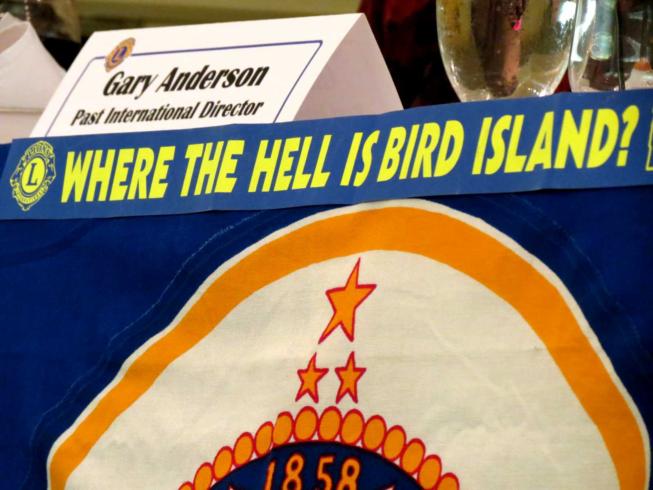 Gary Anderson
Past International Director
L
WHERE THE HELL IS BIRD ISLAND?
1858